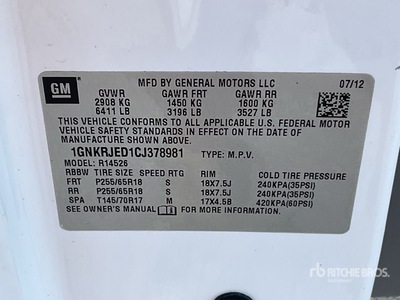 GM
MFD BY GENERAL MOTORS LLC
07/12
GVWR GAWR FRT GAWR RR
2908 KG 1450 KG 1600 KG
6411 LB 3196 LB 3527 LB
THIS VEHICLE CONFORMS TO ALL APPLICABLE U.S. FEDERAL MOTOR
VEHICLE SAFETY AND THEFT PREVENTION STANDARDS IN EFFECT ON THE DATE OF
MANUFACTURE SHOWN ABOVE.
1GNKRJED1CJ378981 TYPE: M.P.V.
MODEL: R14526
RBBW TIRE SIZE SPEED RTG RIM COLD TIRE PRESSURE
FRT P255/65R18 S 18X7.5J 240KPA(35PSI)
RR P255/65R18 S 18X7.5J 240KPA(35PSI)
SPA T145/70R17 M 17X4.5B 420KPA(60PSI)
SEE OWNER'S MANUAL FOR MORE INFORMATION.
rb RITCHIE BROS.